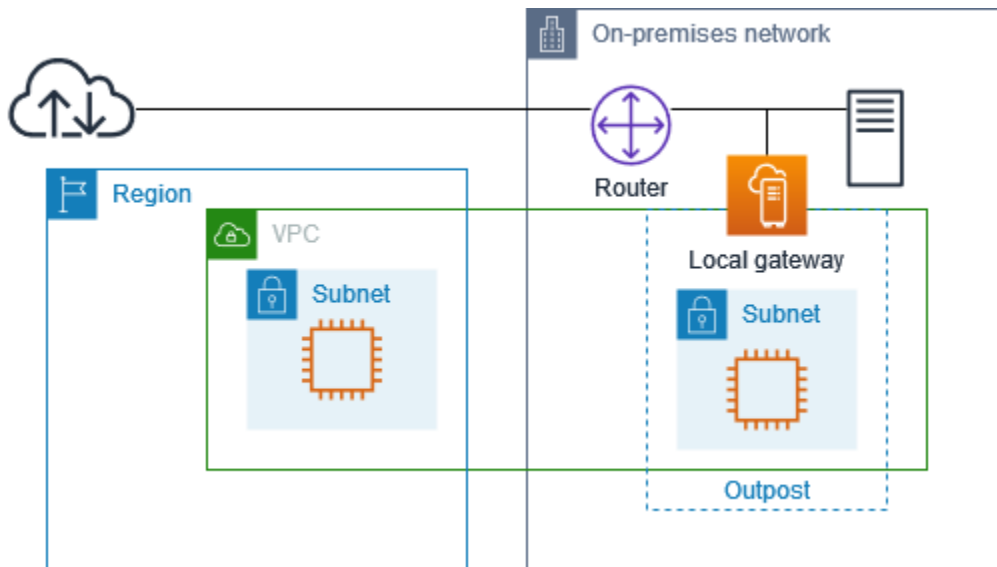 On-premises network
Router
Region
VPC
Local gateway
Subnet
Subnet
Outpost